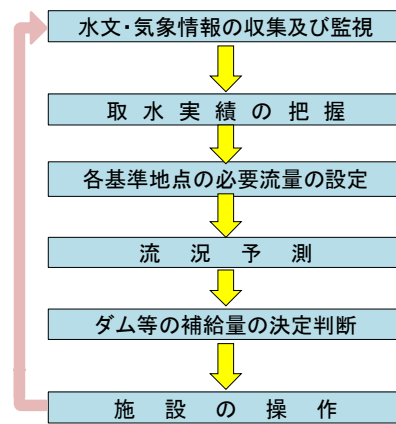 水文・気象情報の収集及び監視
取水実績の把握
各基準地点の必要流量の設定
流況予測
ダム等の補給量の決定判断
施設の操作